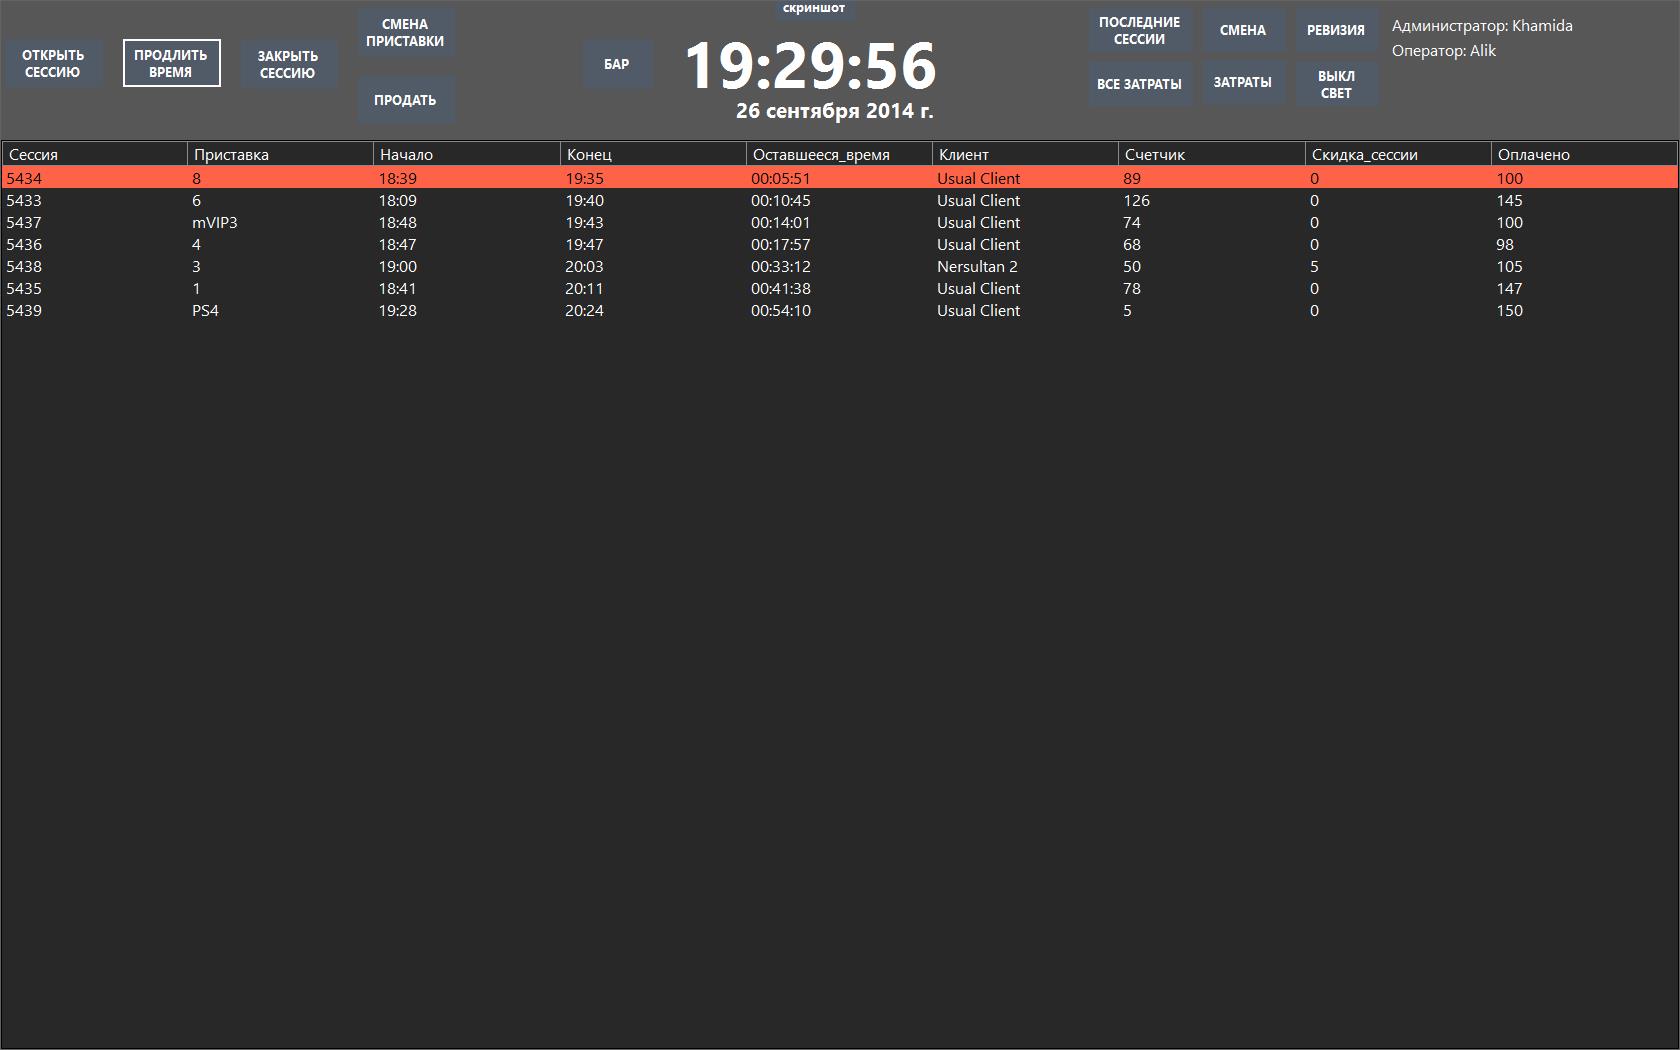 скриншот
ОТКРЫТЬ
СЕССИЮ
ПРОДЛИТЬ
ВРЕМЯ
ЗАКРЫТЬ
СЕССИЮ
СМЕНА
ПРИСТАВКИ
ПРОДАТЬ
БАР
19:29:56
26 сентября 2014 г.
ПОСЛЕДНИЕ
СЕССИИ
СМЕНА
РЕВИЗИЯ
ВСЕ ЗАТРАТЫ
ЗАТРАТЫ
ВЫКЛ
СВЕТ
Администратор: Khamida
Оператор: Alik
Сессия Приставка Начало Конец Оставшееся_время Клиент Счетчик Скидка_сессии Оплачено
5434 8 18:39 19:35 00:05:51 Usual Client 89 0 100
5433 6 18:09 19:40 00:10:45 Usual Client 126 0 145
5437 mVIP3 18:48 19:43 00:14:01 Usual Client 74 0 100
5436 4 18:47 19:47 00:17:57 Usual Client 68 0 98
5438 3 19:00 20:03 00:33:12 Nersultan 2 50 5 105
5435 1 18:41 20:11 00:41:38 Usual Client 78 0 147
5439 PS4 19:28 20:24 00:54:10 Usual Client 5 0 150